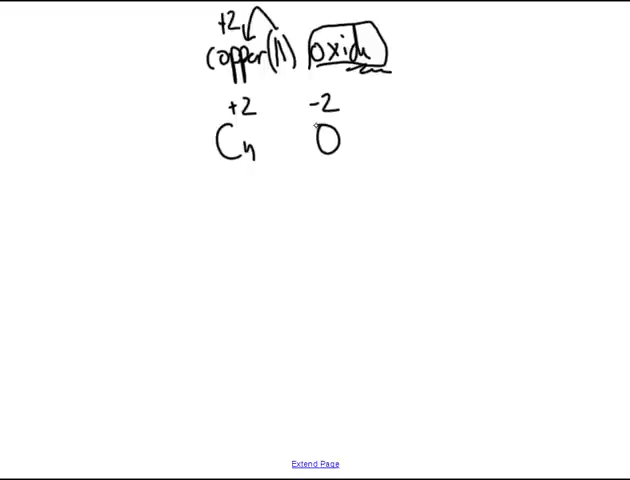 +2
copper(II) oxide
+2 -2
Cu O
Extend Page